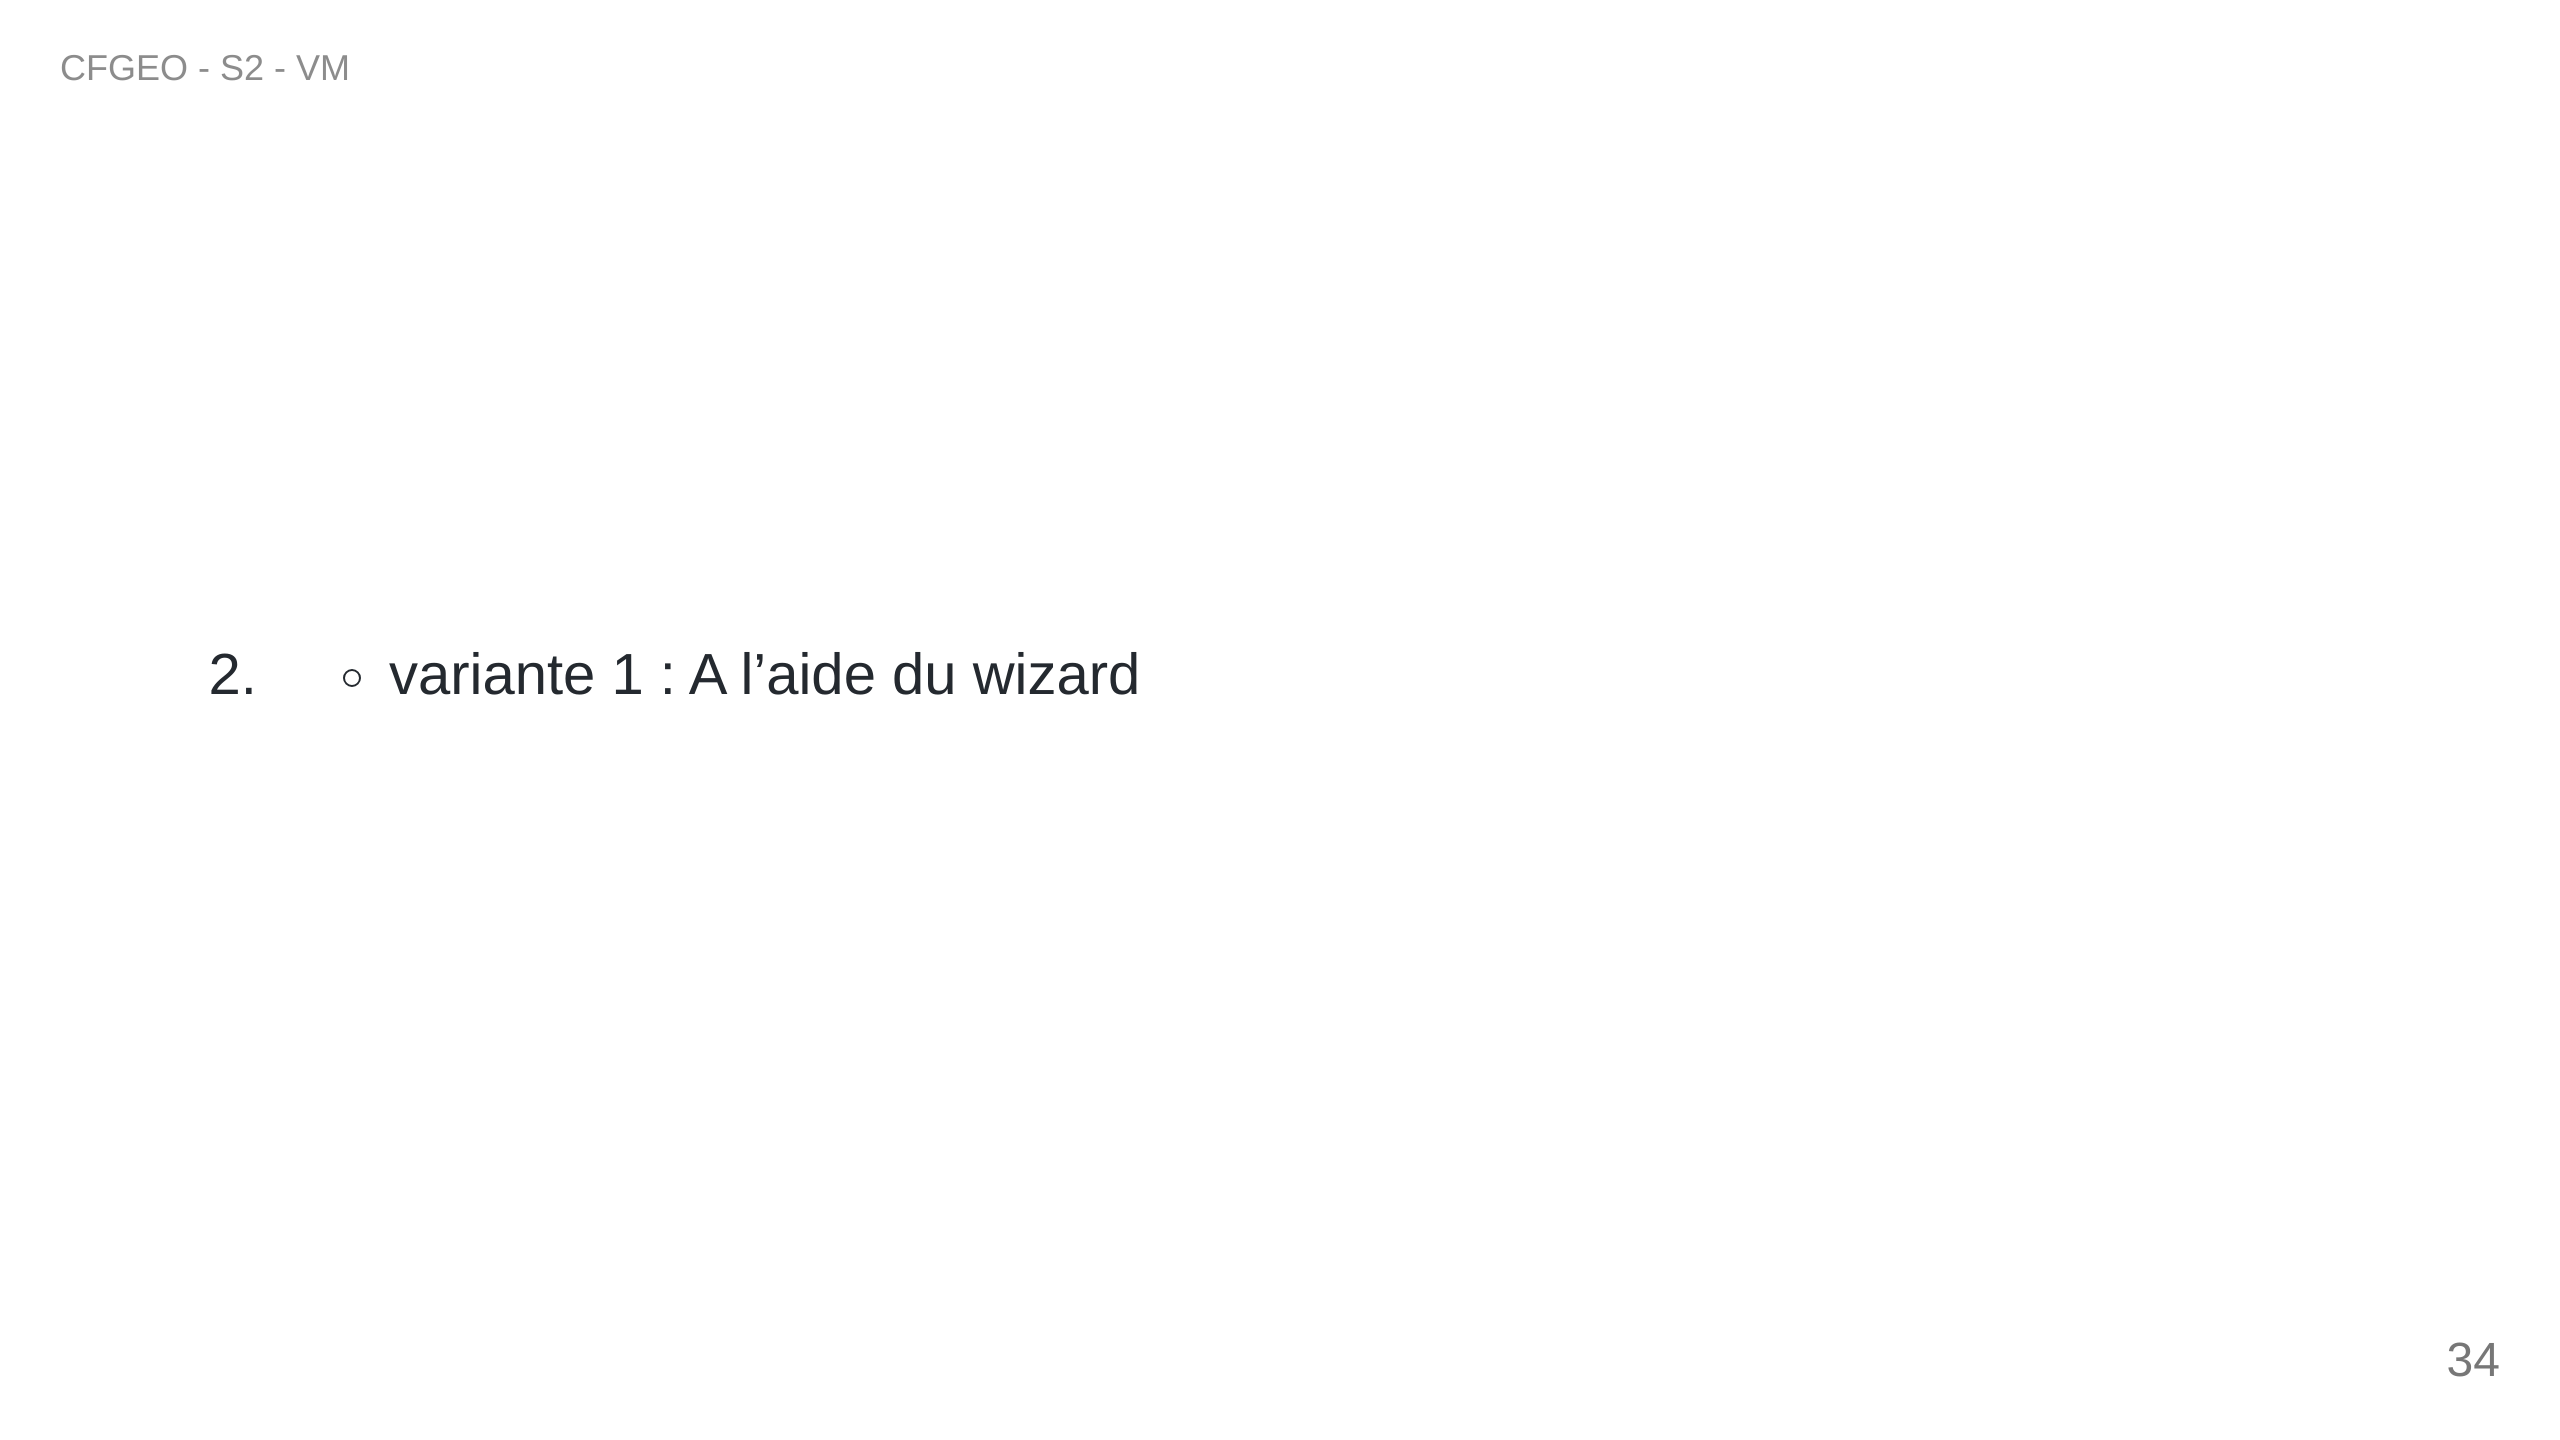 CFGEO - S2 - VM
2. ◦ variante 1 : A l’aide du wizard
34